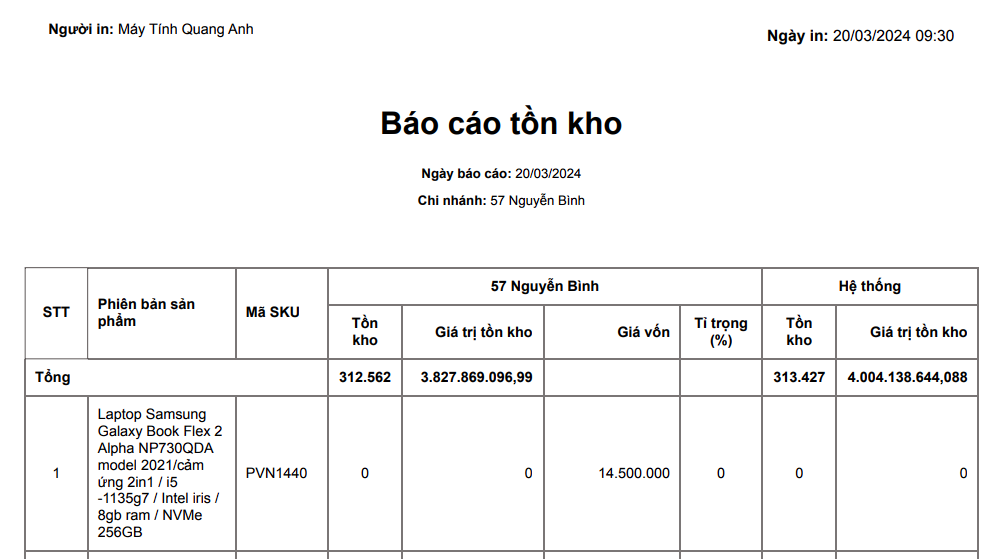 Người in: Máy Tính Quang Anh
Ngày in: 20/03/2024 09:30
Báo cáo tồn kho
Ngày báo cáo: 20/03/2024
Chi nhánh: 57 Nguyễn Bình
STT
Phiên bản sản
phẩm
Mã SKU
57 Nguyễn Bình
Hệ thống
Tồn
kho
Giá trị tồn kho
Giá vốn
Tỉ trọng
(%)
Tồn
kho
Giá trị tồn kho
Tổng
312.562
3.827.869.096,99
313.427
4.004.138.644,088
1
Laptop Samsung
Galaxy Book Flex 2
Alpha NP730QDA
model 2021/cảm
ứng 2in1 / i5
-1135g7 / Intel iris /
8gb ram / NVMe
256GB
PVN1440
0
0
14.500.000
0
0
0